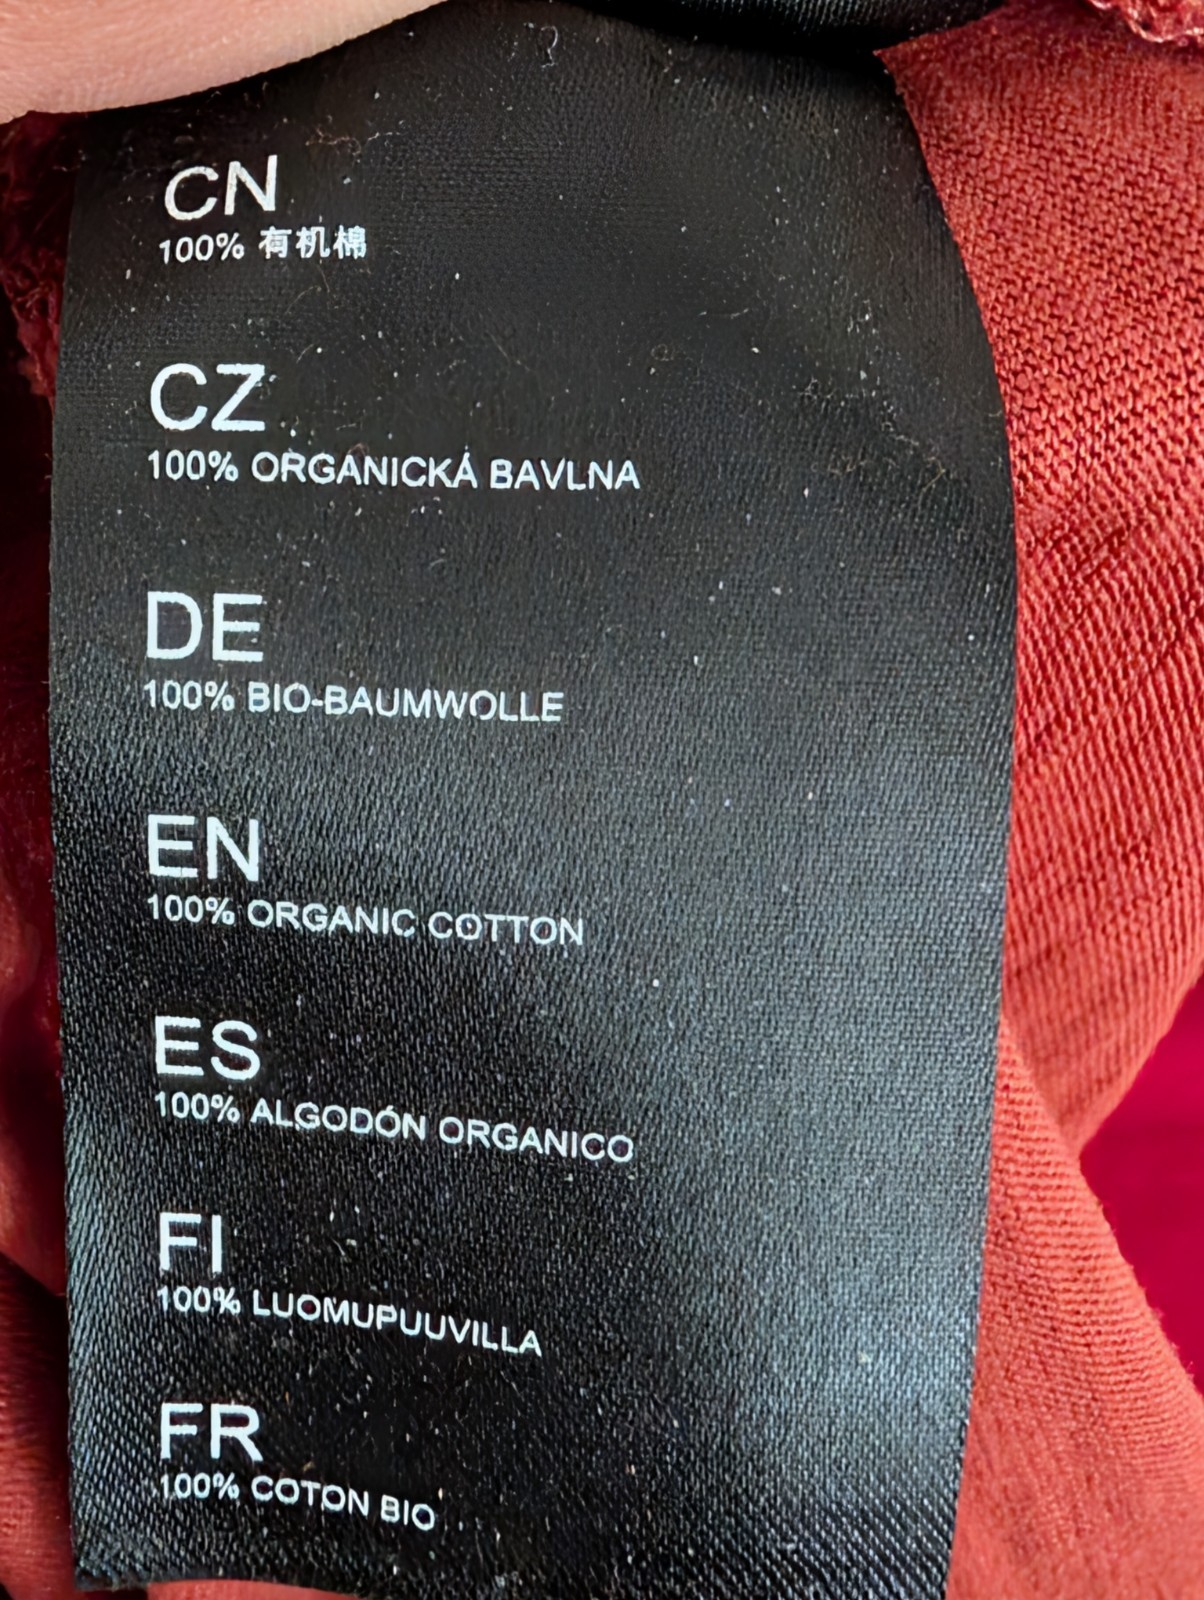 CN
100% 有机棉
CZ
100% ORGANICKÁ BAVLNA
DE
100% BIO-BAUMWOLLE
EN
100% ORGANIC COTTON
ES
100% ALGODÓN ORGANICO
FI
100% LUOMUPUUVILLA
FR
100% COTON BIO